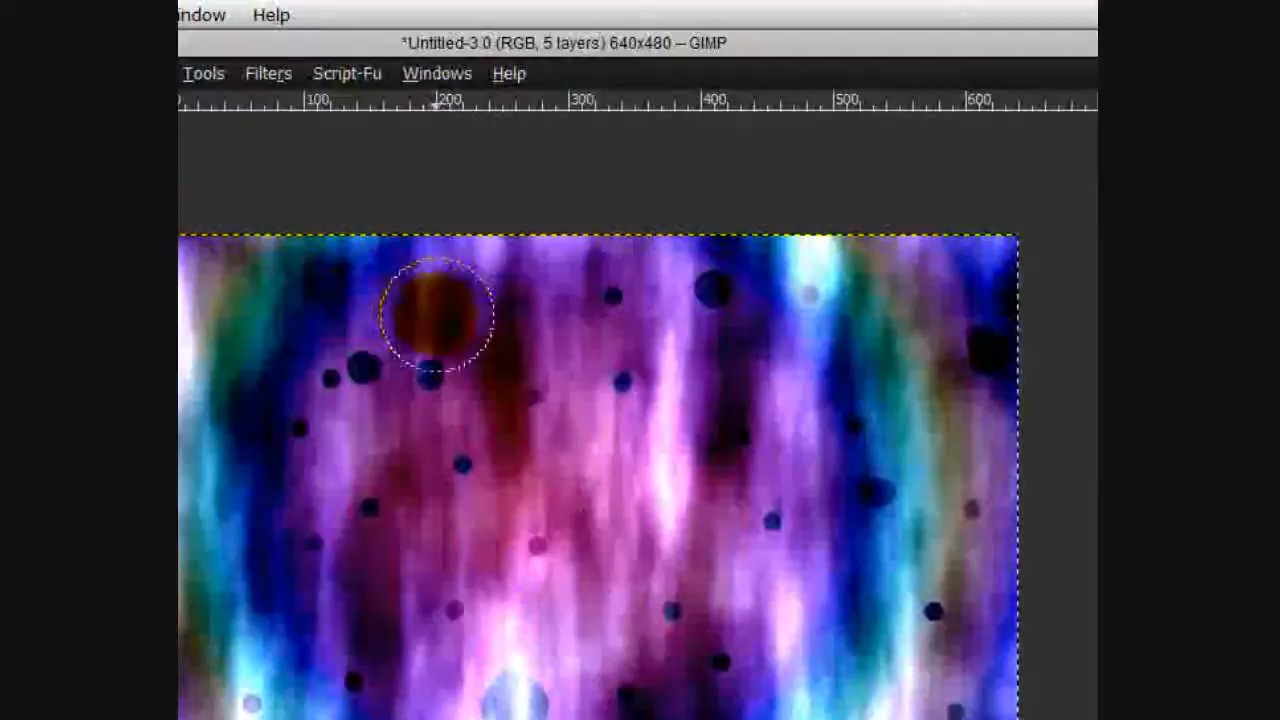 indow Help
*Untitled-3.0 (RGB, 5 layers) 640x480 – GIMP
Tools Filters Script-Fu Windows Help
100 200 300 400 500 600